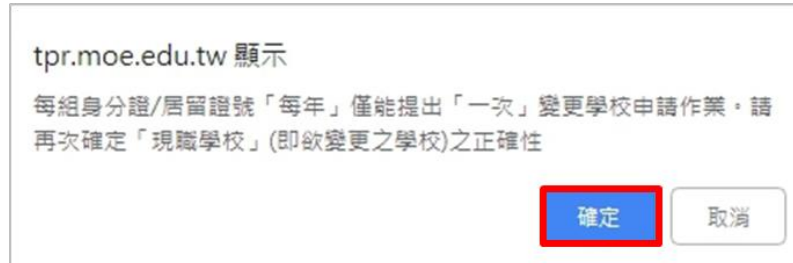 tpr.moe.edu.tw 顯示
每組身分證/居留證號「每年」僅能提出「一次」變更學校申請作業。請
再次確定「現職學校」(即欲變更之學校)之正確性
確定
取消